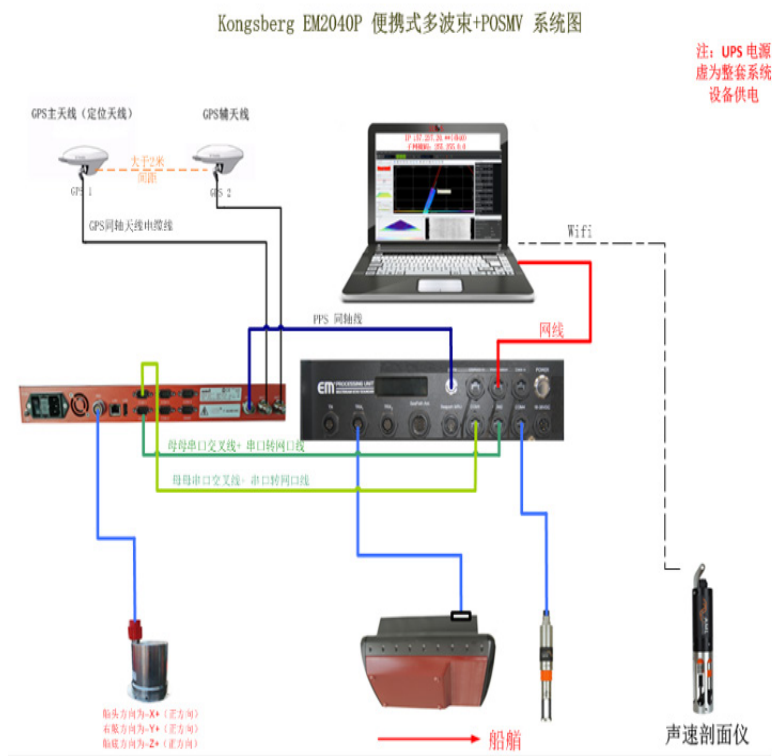 Kongsberg EM2040P 便携式多波束+POSMV 系统图
注：UPS 电源
虚为整套系统
设备供电
GPS主天线（定位天线）
GPS辅天线
大于2米
间距
GPS 1
GPS 2
GPS同轴天线电缆线
Wifi
PPS 同轴线
网线
EM PROCESSING UNIT
POWER
母母串口交叉线+ 串口转网口线
母母串口交叉线- 串口转网口线
船头方向为-X+（正方向）
右舷方向为-Y+（正方向）
船底方向为-Z+（正方向）
船艏
声速剖面仪